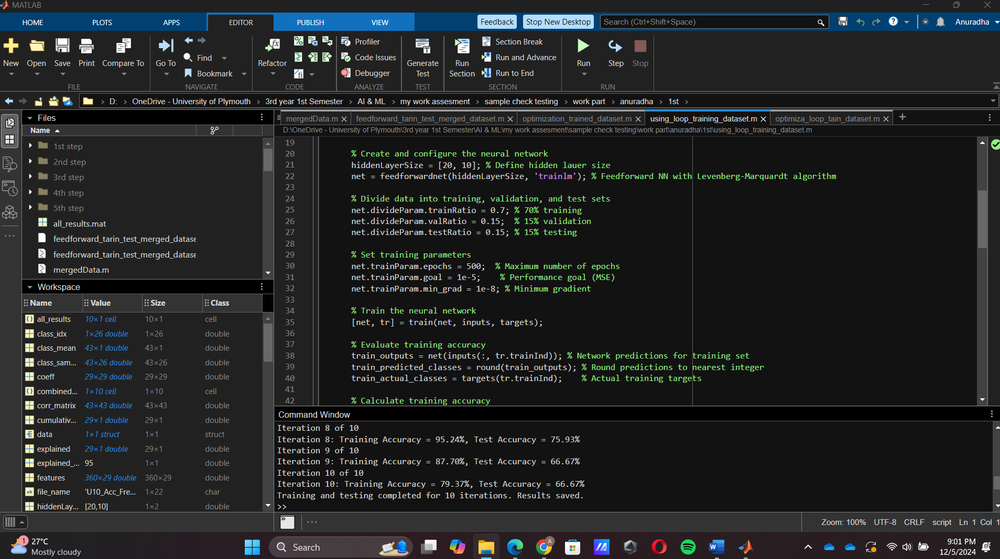 MATLAB
HOME PLOTS APPS EDITOR PUBLISH VIEW Feedback Stop New Desktop Search (Ctrl+Shift+Space) Anuradha
New Open Save Print Compare To
FILE
Go To Find Bookmark
NAVIGATE
Refactor
CODE
Profiler
Code Issues
Debugger
ANALYZE
Generate
Test
TEST
Run
Section
Section Break
Run and Advance
Run to End
SECTION
Run Step Stop
RUN
D: › OneDrive - University of Plymouth › 3rd year 1st Semester › AI & ML › my work assesment › sample check testing › work part › anuradha › 1st ›
Files
Name
1st step
2nd step
3rd step
4th step
5th step
all_results.mat
feedforward_tarin_test_merged_datase
feedforward_tarin_test_merged_datase
mergedData.m
Workspace
Name Value Size Class
all_results 10×1 cell 10×1 cell
class_idx 1×26 double 1×26 double
class_mean 43×1 double 43×1 double
class_sam... 43×26 double 43×26 double
coeff 29×29 double 29×29 double
combined... 1×10 cell 1×10 cell
corr_matrix 43×43 double 43×43 double
cumulativ... 29×1 double 29×1 double
data 1×1 struct 1×1 struct
explained 29×1 double 29×1 double
explained_... 95 1×1 double
features 360×29 double 360×29 double
file_name 'U10_Acc_Fre... 1×22 char
hiddenLay... [20,10] 1×2 double
mergedData.m feedforward_tarin_test_merged_dataset.m optimization_trained_dataset.m using_loop_training_dataset.m optimiza_loop_tain_dataset.m
D:\OneDrive - University of Plymouth\3rd year 1st Semester\AI & ML\my work assesment\sample check testing\work part\anuradha\1st\using_loop_training_dataset.m
19
20 % Create and configure the neural network
21 hiddenLayerSize = [20, 10]; % Define hidden lauer size
22 net = feedforwardnet(hiddenLayerSize, 'trainlm'); % Feedforward NN with Levenberg-Marquardt algorithm
23
24 % Divide data into training, validation, and test sets
25 net.divideParam.trainRatio = 0.7; % 70% training
26 net.divideParam.valRatio = 0.15;  % 15% validation
27 net.divideParam.testRatio = 0.15; % 15% testing
28
29 % Set training parameters
30 net.trainParam.epochs = 500;  % Maximum number of epochs
31 net.trainParam.goal = 1e-5;    % Performance goal (MSE)
32 net.trainParam.min_grad = 1e-8; % Minimum gradient
33
34 % Train the neural network
35 [net, tr] = train(net, inputs, targets);
36
37 % Evaluate training accuracy
38 train_outputs = net(inputs(:, tr.trainInd)); % Network predictions for training set
39 train_predicted_classes = round(train_outputs); % Round predictions to nearest integer
40 train_actual_classes = targets(tr.trainInd);    % Actual training targets
41
42 % Calculate training accuracy
Command Window
Iteration 8 of 10
Iteration 8: Training Accuracy = 95.24%, Test Accuracy = 75.93%
Iteration 9 of 10
Iteration 9: Training Accuracy = 87.70%, Test Accuracy = 66.67%
Iteration 10 of 10
Iteration 10: Training Accuracy = 79.37%, Test Accuracy = 66.67%
Training and testing completed for 10 iterations. Results saved.
>>
Zoom: 100% UTF-8 CRLF script Ln 1 Col 1
1
27°C
Mostly cloudy
Search
A
9:01 PM
12/5/2024